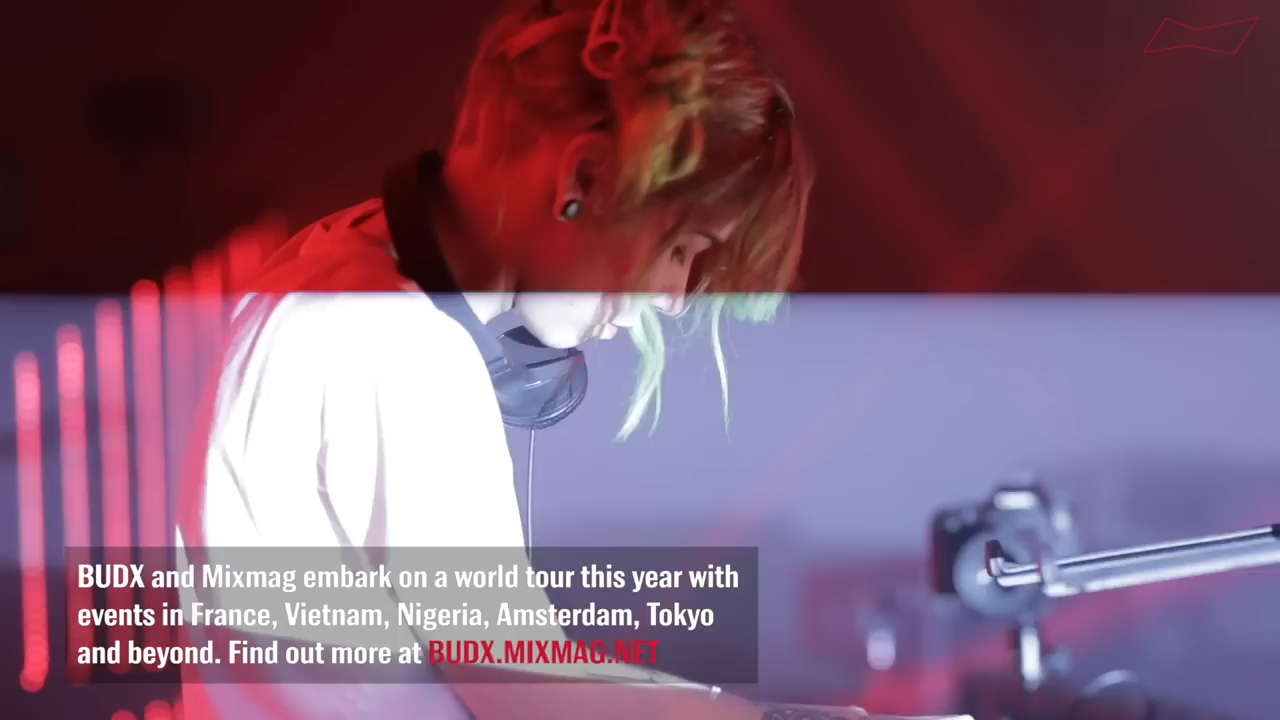 BUDX and Mixmag embark on a world tour this year with
events in France, Vietnam, Nigeria, Amsterdam, Tokyo
and beyond. Find out more at BUDX.MIXMAG.NET